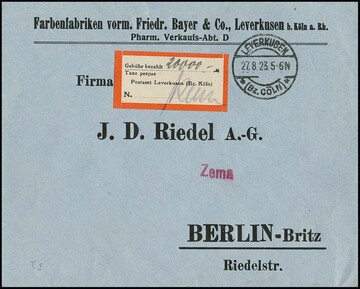 Farbenfabriken vorm. Friedr. Bayer & Co., Leverkusen b. Köln a. Rh.
Pharm. Verkaufs-Abt. D
LEVERKUSEN
27.8.23.5-6N
* (Bz. CÖLN) *
Gebühr bezahlt 20000.-
Taxe perçue
Postamt Leverkusen (Bz. Köln)
N.
Firma
J. D. Riedel A.-G.
Zema
BERLIN-Britz
Riedelstr.